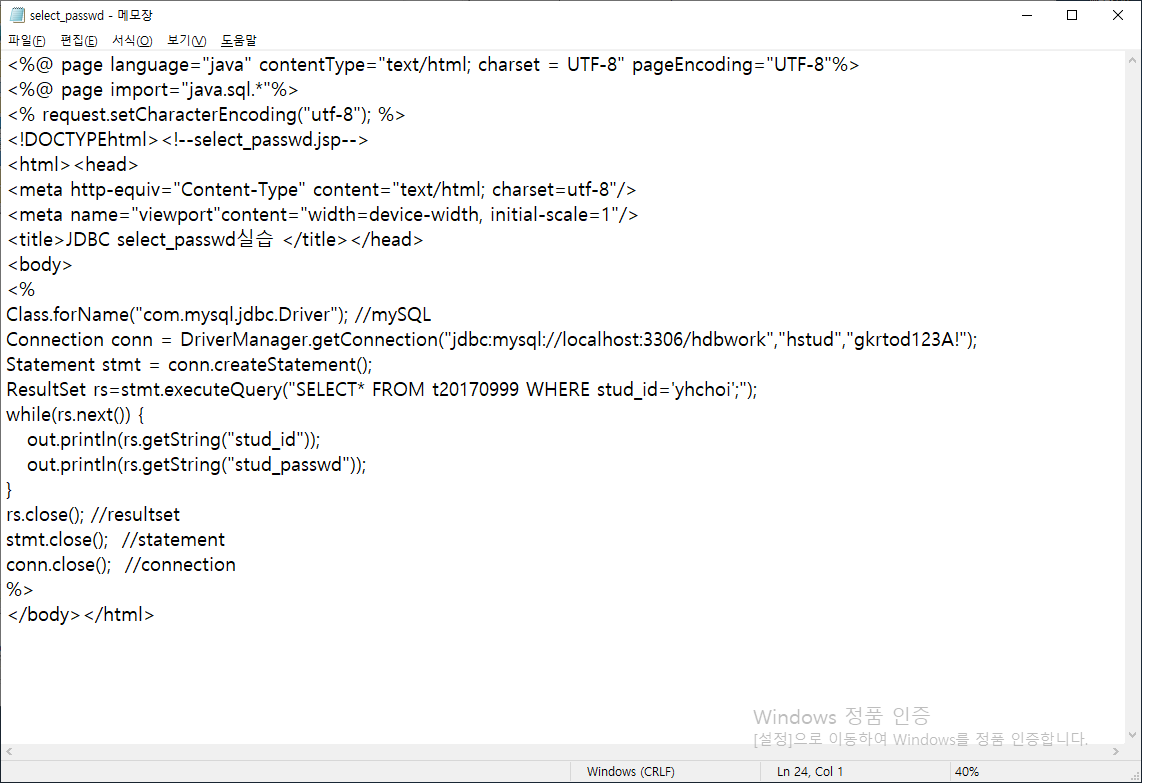 select_passwd - 메모장
파일(F) 편집(E) 서식(O) 보기(V) 도움말
<%@ page language="java" contentType="text/html; charset = UTF-8" pageEncoding="UTF-8"%>
<%@ page import="java.sql.*"%>
<% request.setCharacterEncoding("utf-8"); %>
<!DOCTYPEhtml><!--select_passwd.jsp-->
<html><head>
<meta http-equiv="Content-Type" content="text/html; charset=utf-8"/>
<meta name="viewport"content="width=device-width, initial-scale=1"/>
<title>JDBC select_passwd실습 </title></head>
<body>
<%
Class.forName("com.mysql.jdbc.Driver"); //mySQL
Connection conn = DriverManager.getConnection("jdbc:mysql://localhost:3306/hdbwork","hstud","gkrtod123A!");
Statement stmt = conn.createStatement();
ResultSet rs=stmt.executeQuery("SELECT* FROM t20170999 WHERE stud_id='yhchoi';");
while(rs.next()) {
    out.println(rs.getString("stud_id"));
    out.println(rs.getString("stud_passwd"));
}
rs.close(); //resultset
stmt.close();  //statement
conn.close();  //connection
%>
</body></html>
Windows 정품 인증
[설정]으로 이동하여 Windows를 정품 인증합니다.
Windows (CRLF) Ln 24, Col 1 40%